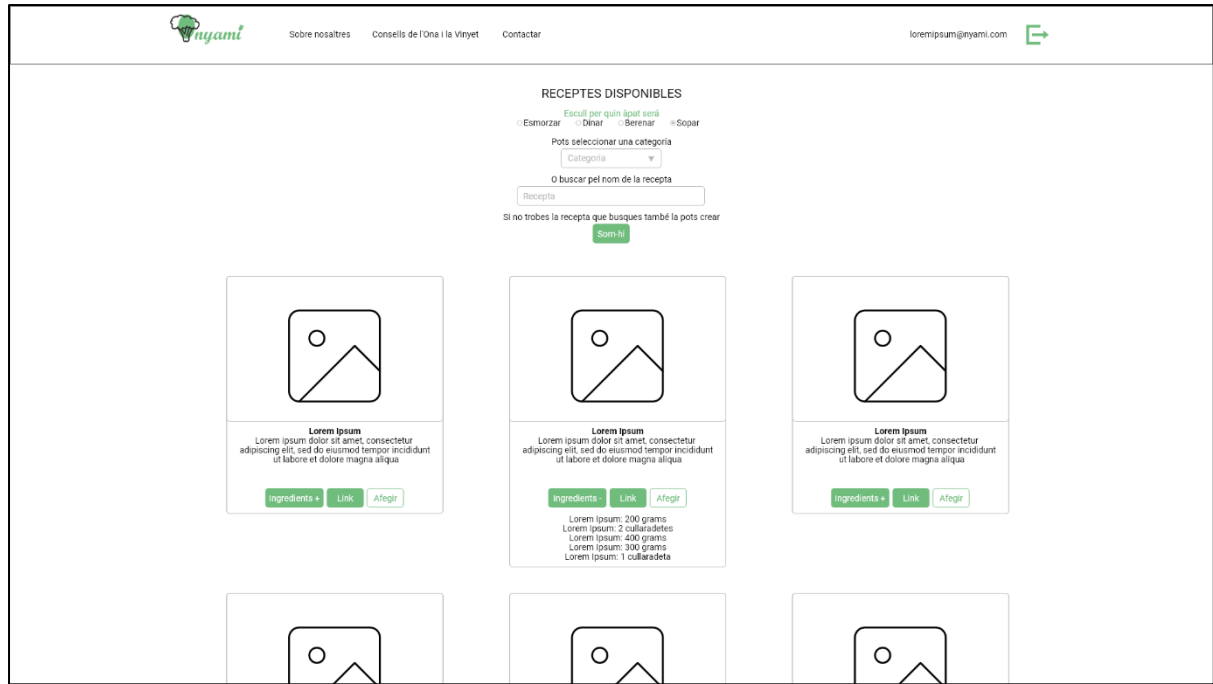 nyami
Sobre nosaltres
Consells de l'Ona i la Vinyet
Contactar
loremipsum@nyami.com
RECEPTES DISPONIBLES
Escull per quin àpat serà
Esmorzar Dinar Berenar Sopar
Pots seleccionar una categoría
Categoria
O buscar pel nom de la recepta
Recepta
Si no trobes la recepta que busques també la pots crear
Som-hi
Lorem Ipsum
Lorem ipsum dolor sit amet, consectetur
adipiscing elit, sed do eiusmod tempor incididunt
ut labore et dolore magna aliqua
Ingredients + Link Afegir
Lorem Ipsum
Lorem ipsum dolor sit amet, consectetur
adipiscing elit, sed do eiusmod tempor incididunt
ut labore et dolore magna aliqua
Ingredients - Link Afegir
Lorem Ipsum: 200 grams
Lorem Ipsum: 2 cullaradetes
Lorem Ipsum: 400 grams
Lorem Ipsum: 300 grams
Lorem Ipsum: 1 cullaradeta
Lorem Ipsum
Lorem ipsum dolor sit amet, consectetur
adipiscing elit, sed do eiusmod tempor incididunt
ut labore et dolore magna aliqua
Ingredients + Link Afegir